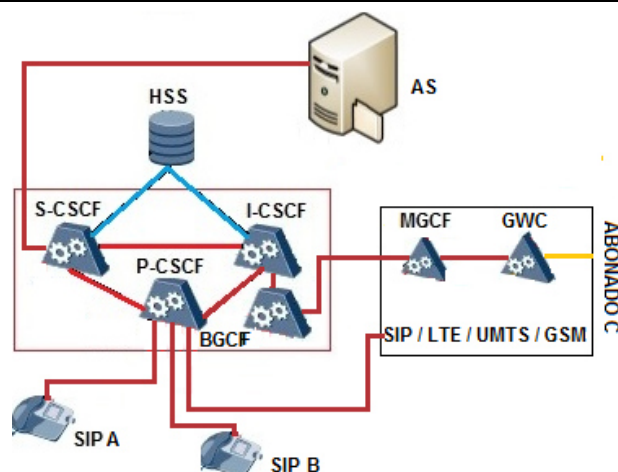 HSS
AS
S-CSCF
I-CSCF
P-CSCF
BGCF
MGCF
GWC
ABONADO C
SIP / LTE / UMTS / GSM
SIP A
SIP B